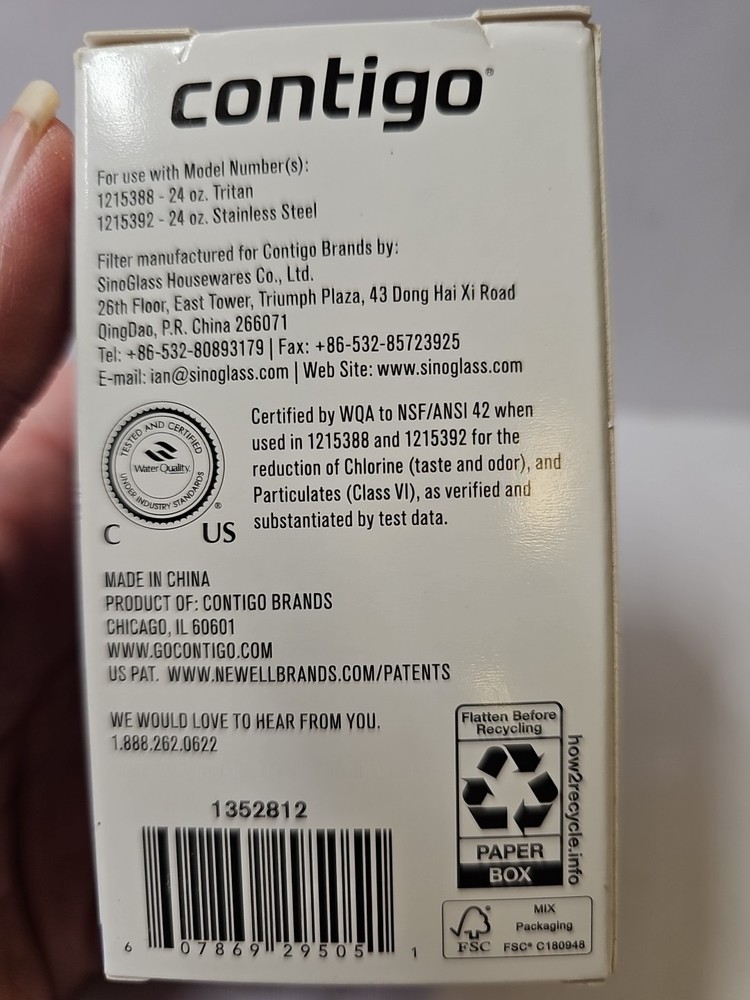 contigo®
For use with Model Number(s):
1215388 - 24 oz. Tritan
1215392 - 24 oz. Stainless Steel
Filter manufactured for Contigo Brands by:
SinoGlass Housewares Co., Ltd.
26th Floor, East Tower, Triumph Plaza, 43 Dong Hai Xi Road
QingDao, P.R. China 266071
Tel: +86-532-80893179 | Fax: +86-532-85723925
E-mail: ian@sinoglass.com | Web Site: www.sinoglass.com
TESTED AND CERTIFIED
Water Quality
UNDER INDUSTRY STANDARDS
®
C US
Certified by WQA to NSF/ANSI 42 when
used in 1215388 and 1215392 for the
reduction of Chlorine (taste and odor), and
Particulates (Class VI), as verified and
substantiated by test data.
MADE IN CHINA
PRODUCT OF: CONTIGO BRANDS
CHICAGO, IL 60601
WWW.GOCONTIGO.COM
US PAT. WWW.NEWELLBRANDS.COM/PATENTS
WE WOULD LOVE TO HEAR FROM YOU.
1.888.262.0622
1352812
6 07869 29505 1
Flatten Before
Recycling
PAPER
BOX
how2recycle.info
FSC
MIX
Packaging
FSC® C180948